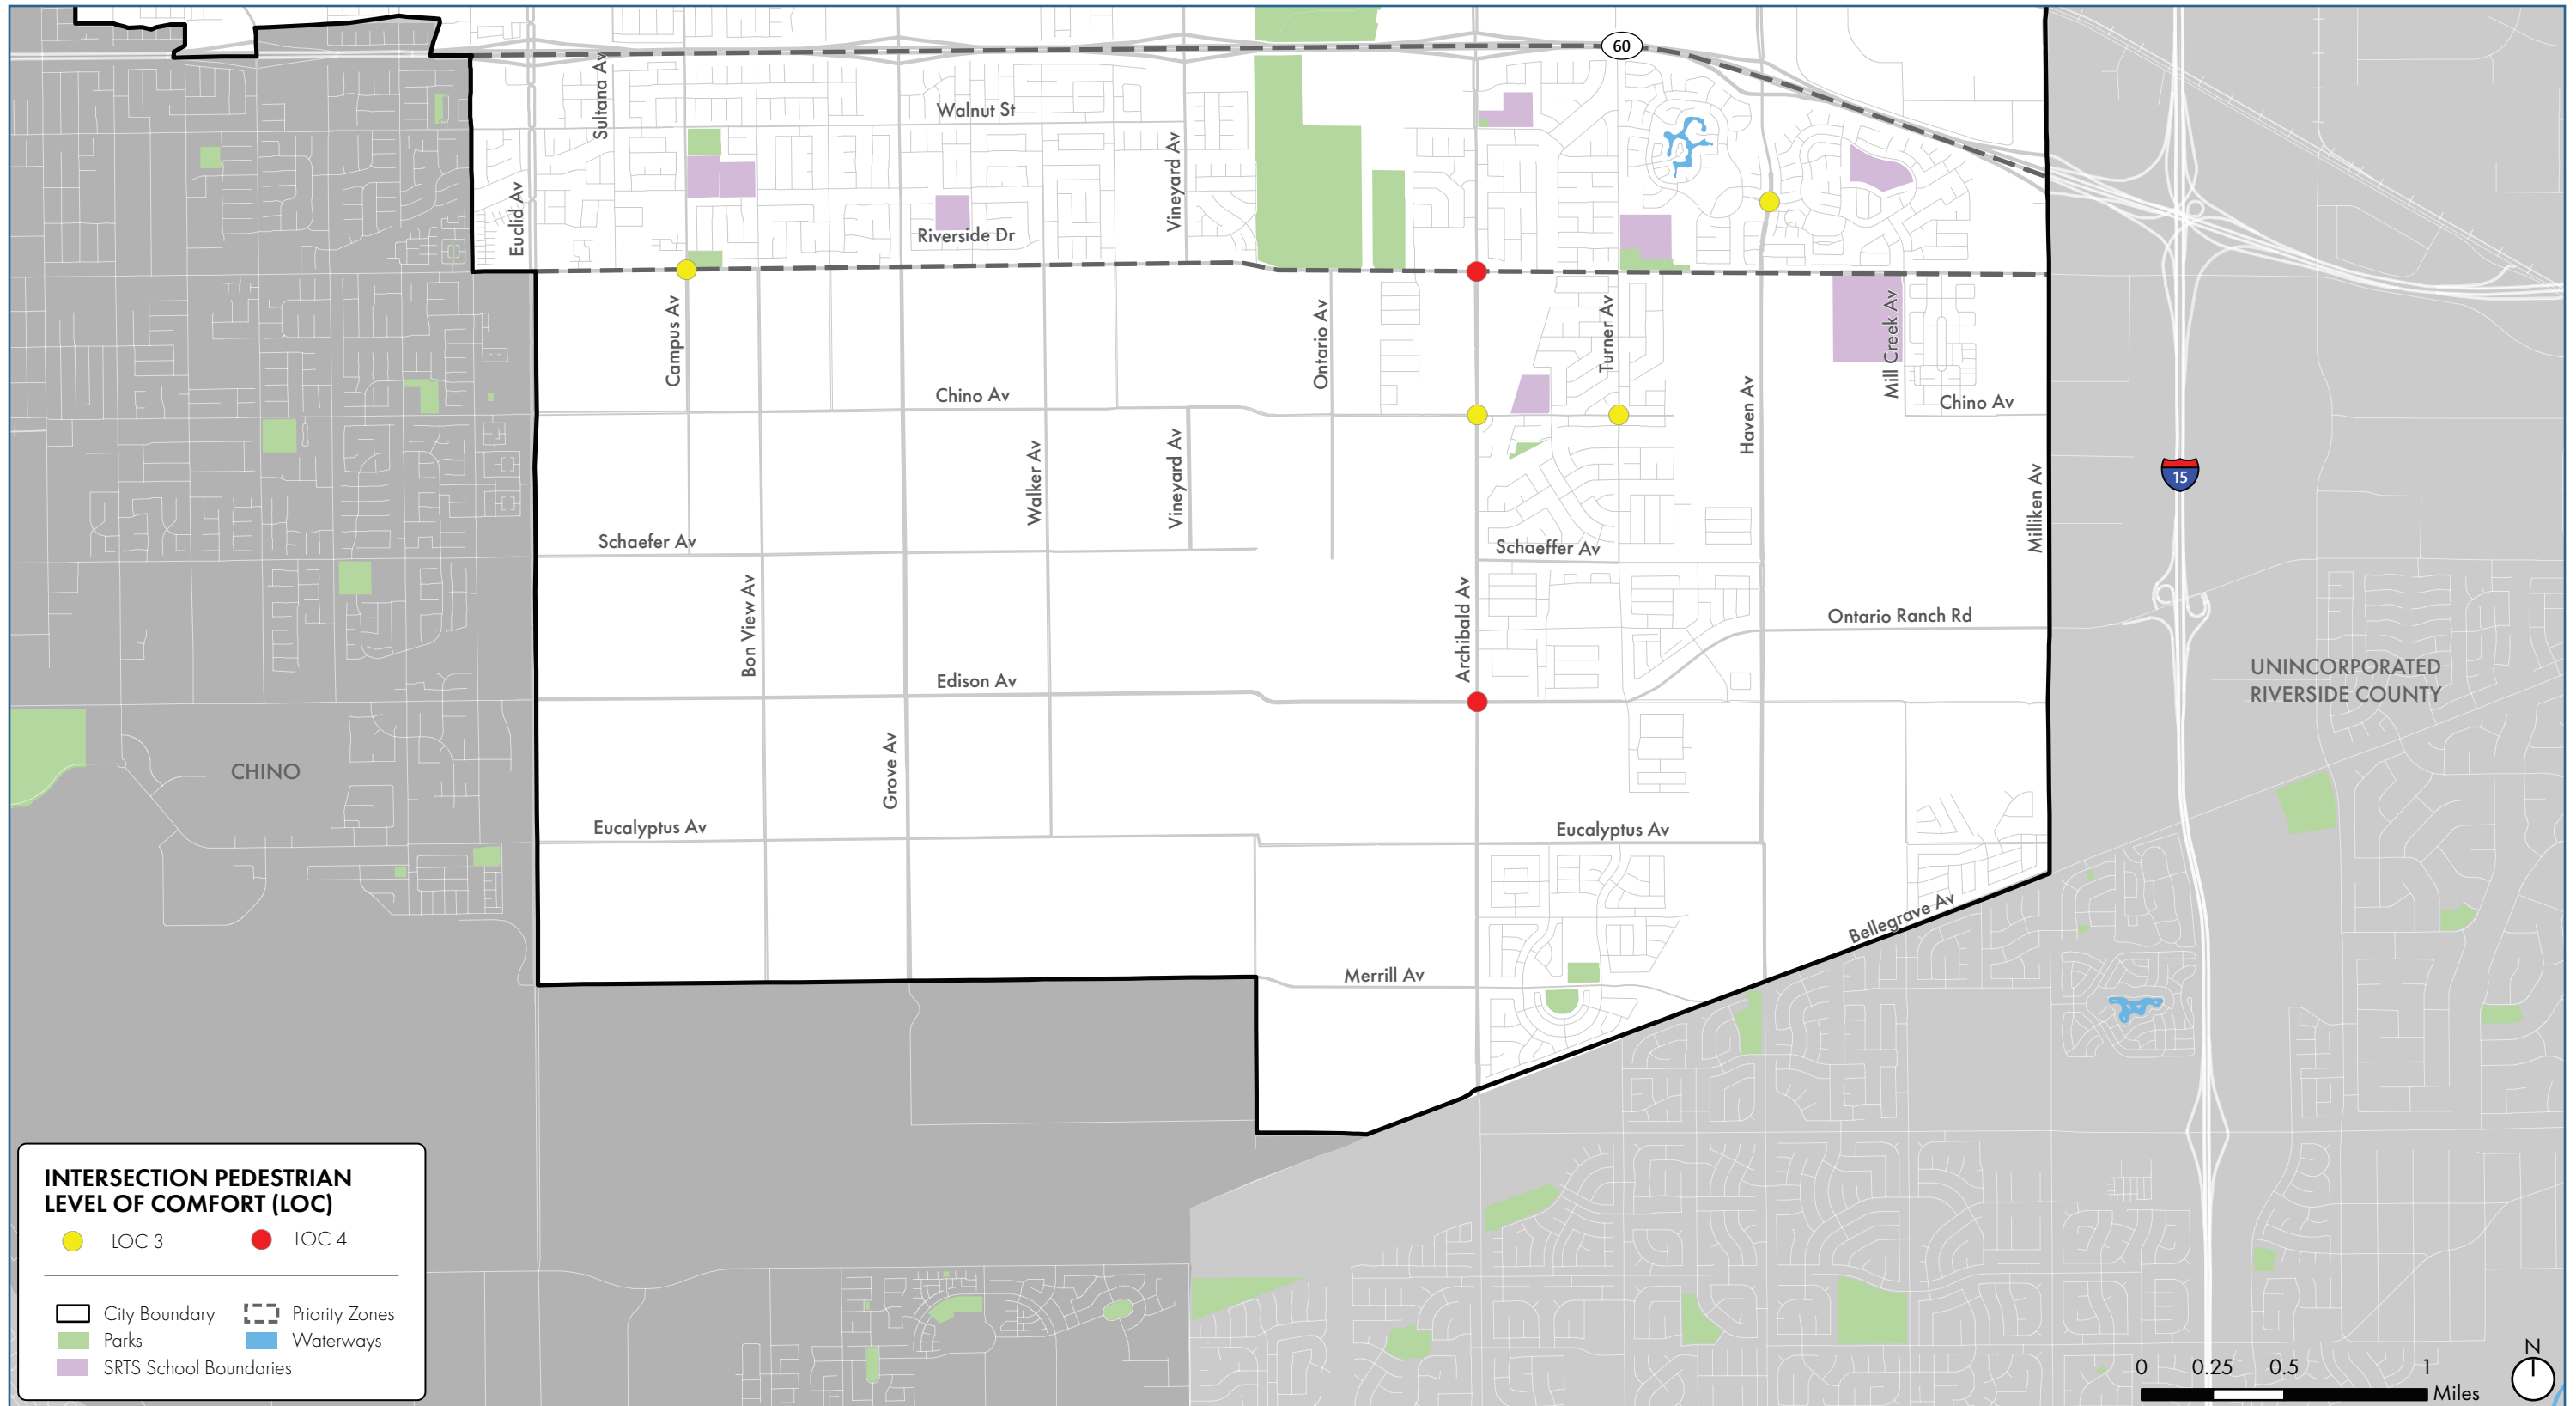 60
Sultana Av
Walnut St
Vineyard Av
Euclid Av
Riverside Dr
Campus Av
Ontario Av
Turner Av
Mill Creek Av
Haven Av
Chino Av
Chino Av
Walker Av
Vineyard Av
Milliken Av
15
Schaefer Av
Schaeffer Av
Bon View Av
Archibald Av
Ontario Ranch Rd
Edison Av
UNINCORPORATED
RIVERSIDE COUNTY
CHINO
Grove Av
Eucalyptus Av
Eucalyptus Av
Bellegrave Av
Merrill Av
INTERSECTION PEDESTRIAN
LEVEL OF COMFORT (LOC)
LOC 3
LOC 4
City Boundary
Priority Zones
Parks
Waterways
SRTS School Boundaries
N
0 0.25 0.5 1
Miles